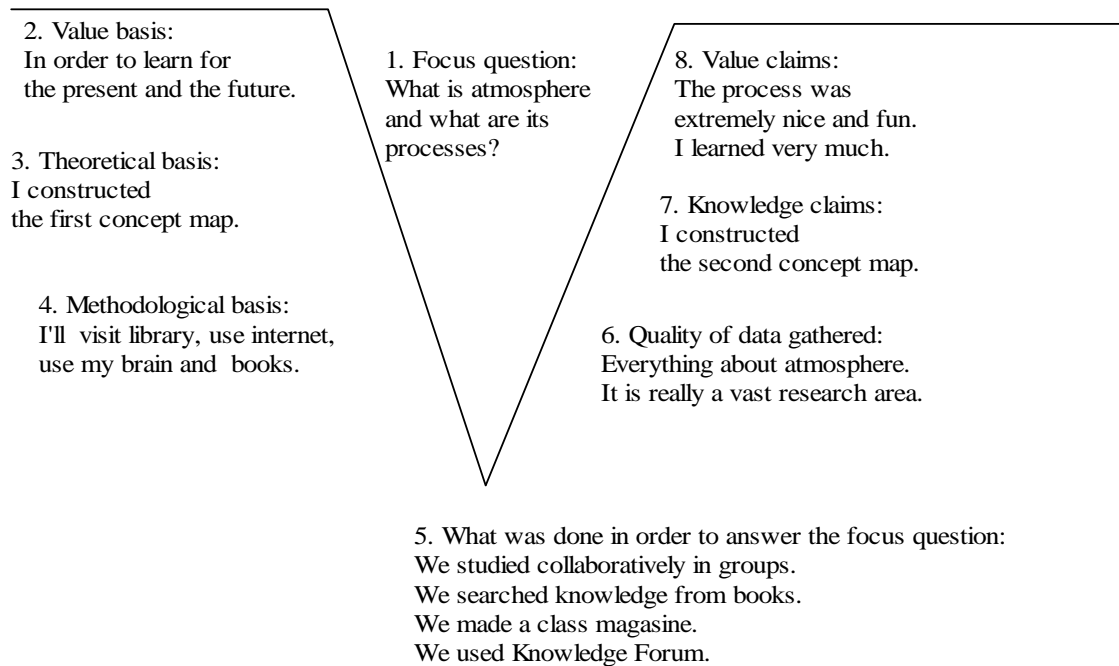 2. Value basis:
In order to learn for
the present and the future.
1. Focus question:
What is atmosphere
and what are its
processes?
8. Value claims:
The process was
extremely nice and fun.
I learned very much.
3. Theoretical basis:
I constructed
the first concept map.
7. Knowledge claims:
I constructed
the second concept map.
4. Methodological basis:
I'll visit library, use internet,
use my brain and books.
6. Quality of data gathered:
Everything about atmosphere.
It is really a vast research area.
5. What was done in order to answer the focus question:
We studied collaboratively in groups.
We searched knowledge from books.
We made a class magasine.
We used Knowledge Forum.